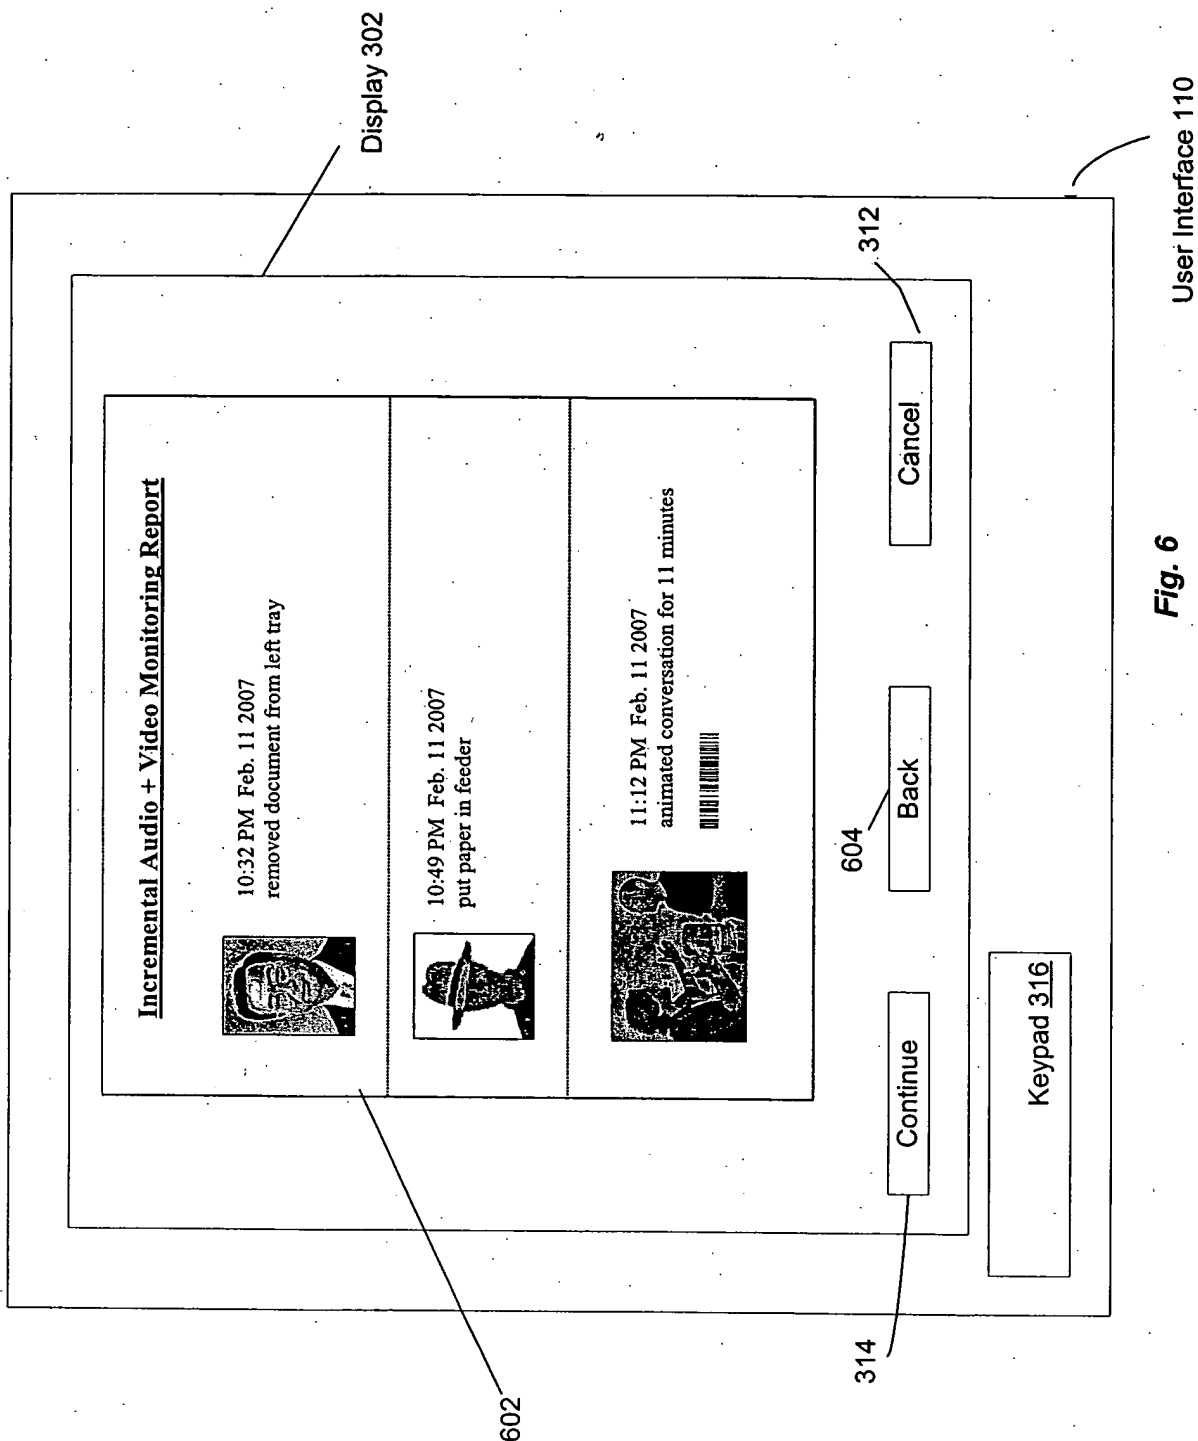 Display 302
Incremental Audio + Video Monitoring Report
10:32 PM Feb. 11 2007
removed document from left tray
10:49 PM Feb. 11 2007
put paper in feeder
11:12 PM Feb. 11 2007
animated conversation for 11 minutes
602
604
312
314
Continue
Back
Cancel
Keypad 316
User Interface 110
Fig. 6